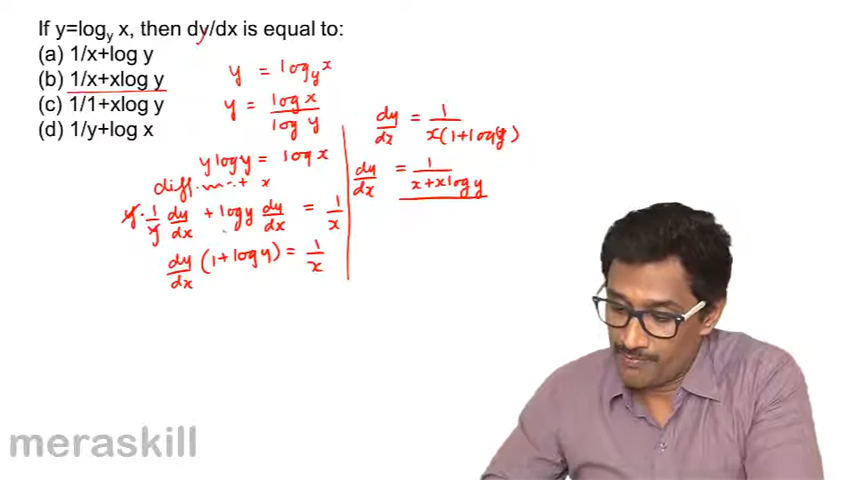 If y=logy x, then dy/dx is equal to:
(a) 1/x+log y
(b) 1/x+xlog y
(c) 1/1+xlog y
(d) 1/y+log x
y = logy x
y = log x / log y
y log y = log x
diff. w.r.t x
y · 1/y dy/dx + log y dy/dx = 1/x
dy/dx (1 + log y) = 1/x
dy/dx = 1 / x(1 + log y)
dy/dx = 1 / x + x log y
meraskill